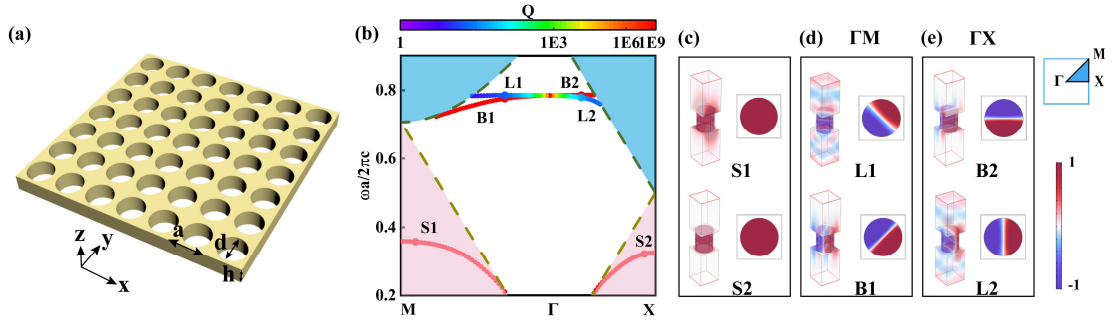 (a)
z
y
x
a
d
h
Q
1
1E3
1E6
1E9
(b)
ωa/2πc
0.8
0.6
0.4
0.2
L1
B2
B1
L2
S1
S2
M
Γ
X
(c)
S1
S2
(d) ΓM
L1
B1
(e) ΓX
B2
L2
M
Γ
X
1
-1